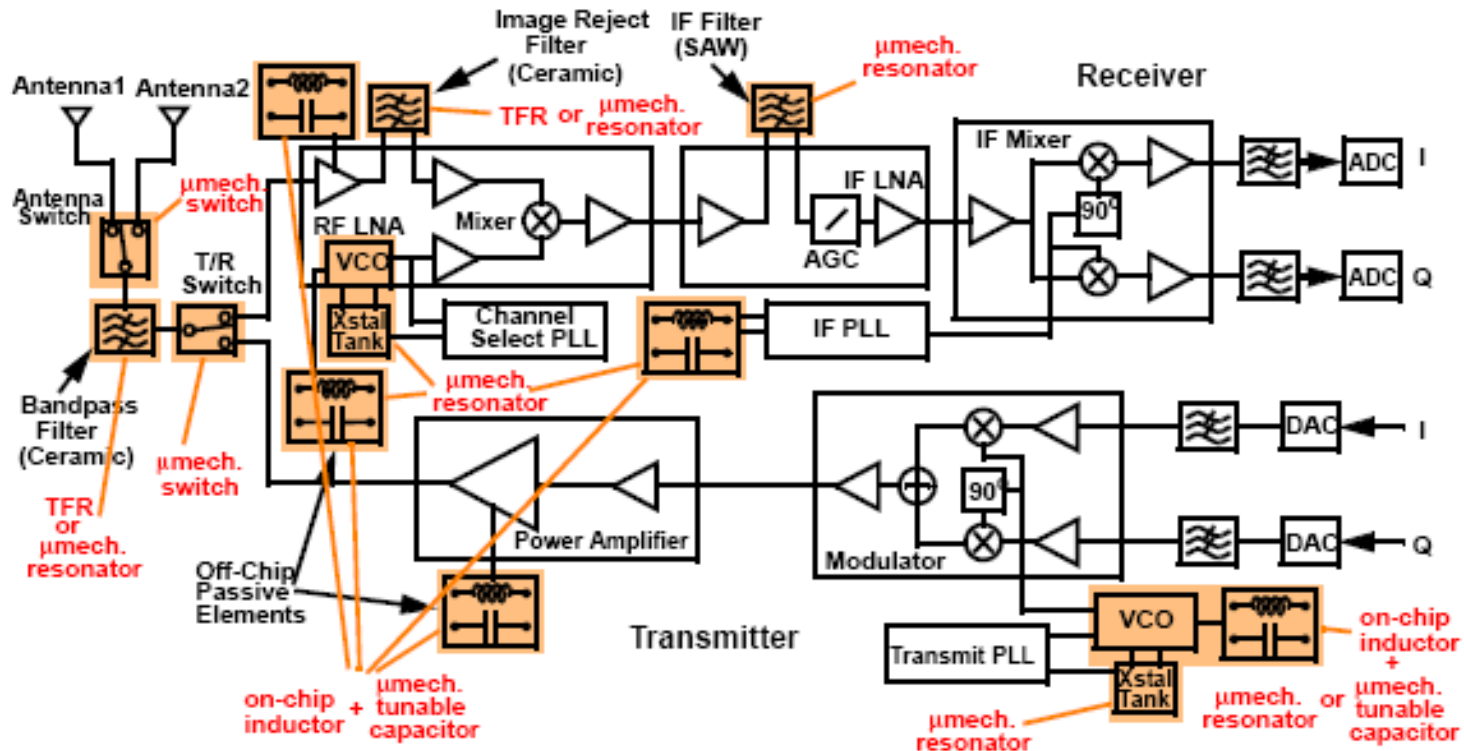 Image Reject
Filter
(Ceramic)
IF Filter
(SAW)
μmech.
resonator
Receiver
Antenna1
Antenna2
TFR or μmech.
resonator
IF Mixer
ADC
I
Antenna
Switch
μmech.
switch
IF LNA
90°
Mixer
RF LNA
VCO
AGC
T/R
Switch
ADC
Q
Xstal
Tank
Channel
Select PLL
IF PLL
μmech.
resonator
Bandpass
Filter
(Ceramic)
μmech.
switch
DAC
I
90°
TFR
or
μmech.
resonator
Power Amplifier
Modulator
DAC
Q
Off-Chip
Passive
Elements
Transmitter
VCO
Transmit PLL
Xstal
Tank
on-chip
inductor
+
μmech.
tunable
capacitor
on-chip
inductor
+
μmech.
resonator
or
μmech.
tunable
capacitor
μmech.
resonator